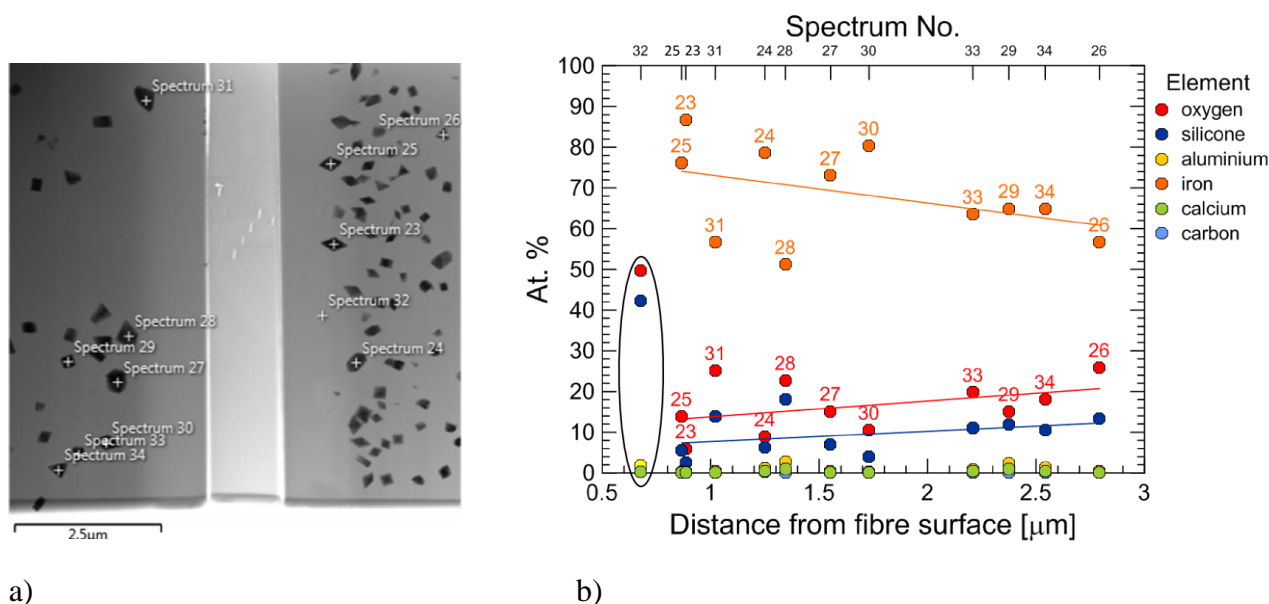 Spectrum 31
Spectrum 26
Spectrum 25
Spectrum 23
Spectrum 32
Spectrum 28
Spectrum 29
Spectrum 24
Spectrum 27
Spectrum 30
Spectrum 33
Spectrum 34
2.5µm
a)
Spectrum No.
32 25 23 31 24 28 27 30 33 29 34 26
100
90
80
70
60
50
40
30
20
10
0
At. %
23
25
24
27
30
31
28
33
29
34
26
31
28
26
25
27
33
34
23
24
30
29
0.5 1 1.5 2 2.5 3
Distance from fibre surface [µm]
Element
oxygen
silicone
aluminium
iron
calcium
carbon
b)